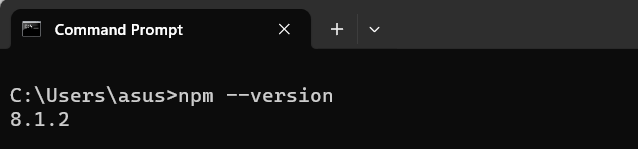 Command Prompt
C:\Users\asus>npm --version
8.1.2